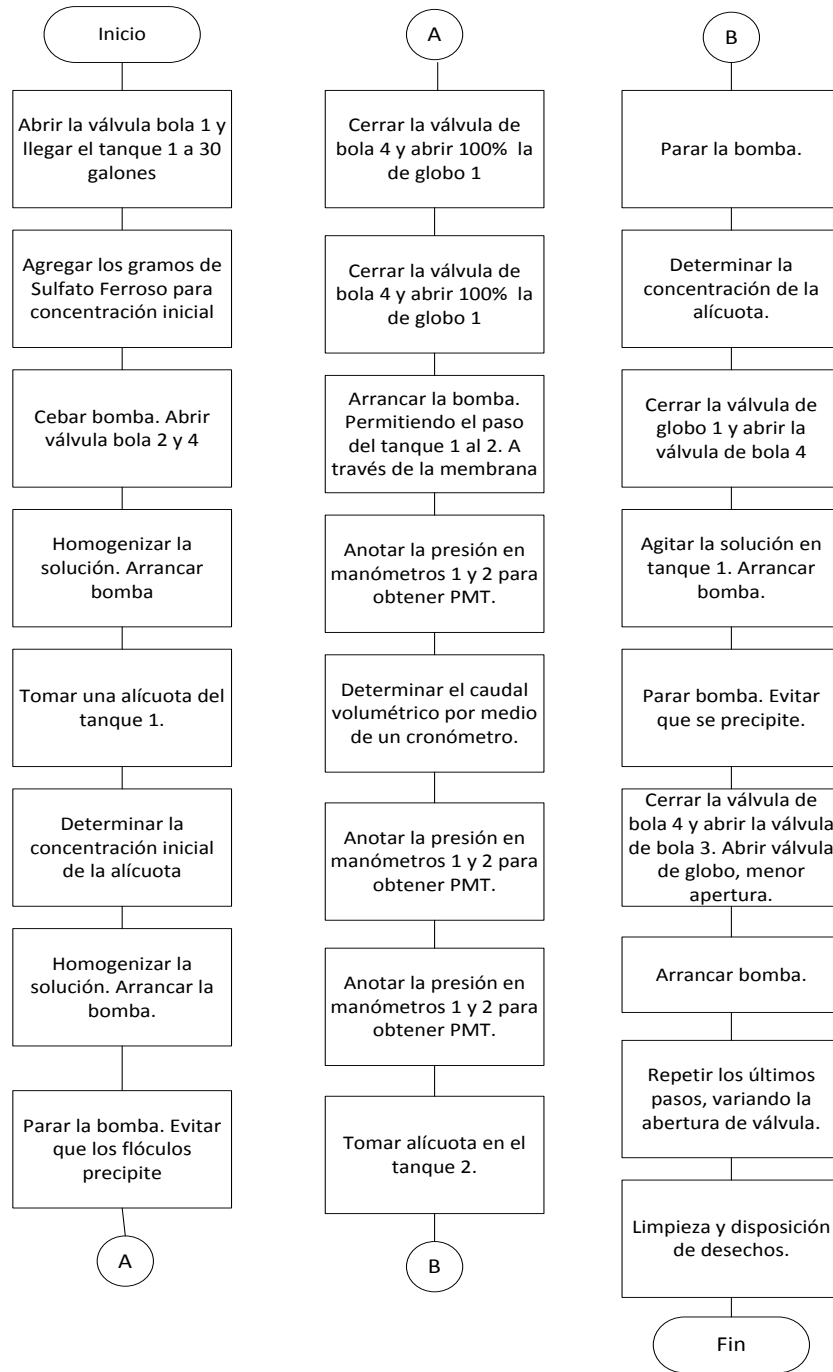 Inicio
Abrir la válvula bola 1 y
llegar el tanque 1 a 30
galones
Agregar los gramos de
Sulfato Ferroso para
concentración inicial
Cebar bomba. Abrir
válvula bola 2 y 4
Homogenizar la
solución. Arrancar
bomba
Tomar una alícuota del
tanque 1.
Determinar la
concentración inicial
de la alícuota
Homogenizar la
solución. Arrancar la
bomba.
Parar la bomba. Evitar
que los flóculos
precipite
A
A
Cerrar la válvula de
bola 4 y abrir 100% la
de globo 1
Cerrar la válvula de
bola 4 y abrir 100% la
de globo 1
Arrancar la bomba.
Permitiendo el paso
del tanque 1 al 2. A
través de la membrana
Anotar la presión en
manómetros 1 y 2 para
obtener PMT.
Determinar el caudal
volumétrico por medio
de un cronómetro.
Anotar la presión en
manómetros 1 y 2 para
obtener PMT.
Anotar la presión en
manómetros 1 y 2 para
obtener PMT.
Tomar alícuota en el
tanque 2.
B
B
Parar la bomba.
Determinar la
concentración de la
alícuota.
Cerrar la válvula de
globo 1 y abrir la
válvula de bola 4
Agitar la solución en
tanque 1. Arrancar
bomba.
Parar bomba. Evitar
que se precipite.
Cerrar la válvula de
bola 4 y abrir la válvula
de bola 3. Abrir válvula
de globo, menor
apertura.
Arrancar bomba.
Repetir los últimos
pasos, variando la
abertura de válvula.
Limpieza y disposición
de desechos.
Fin